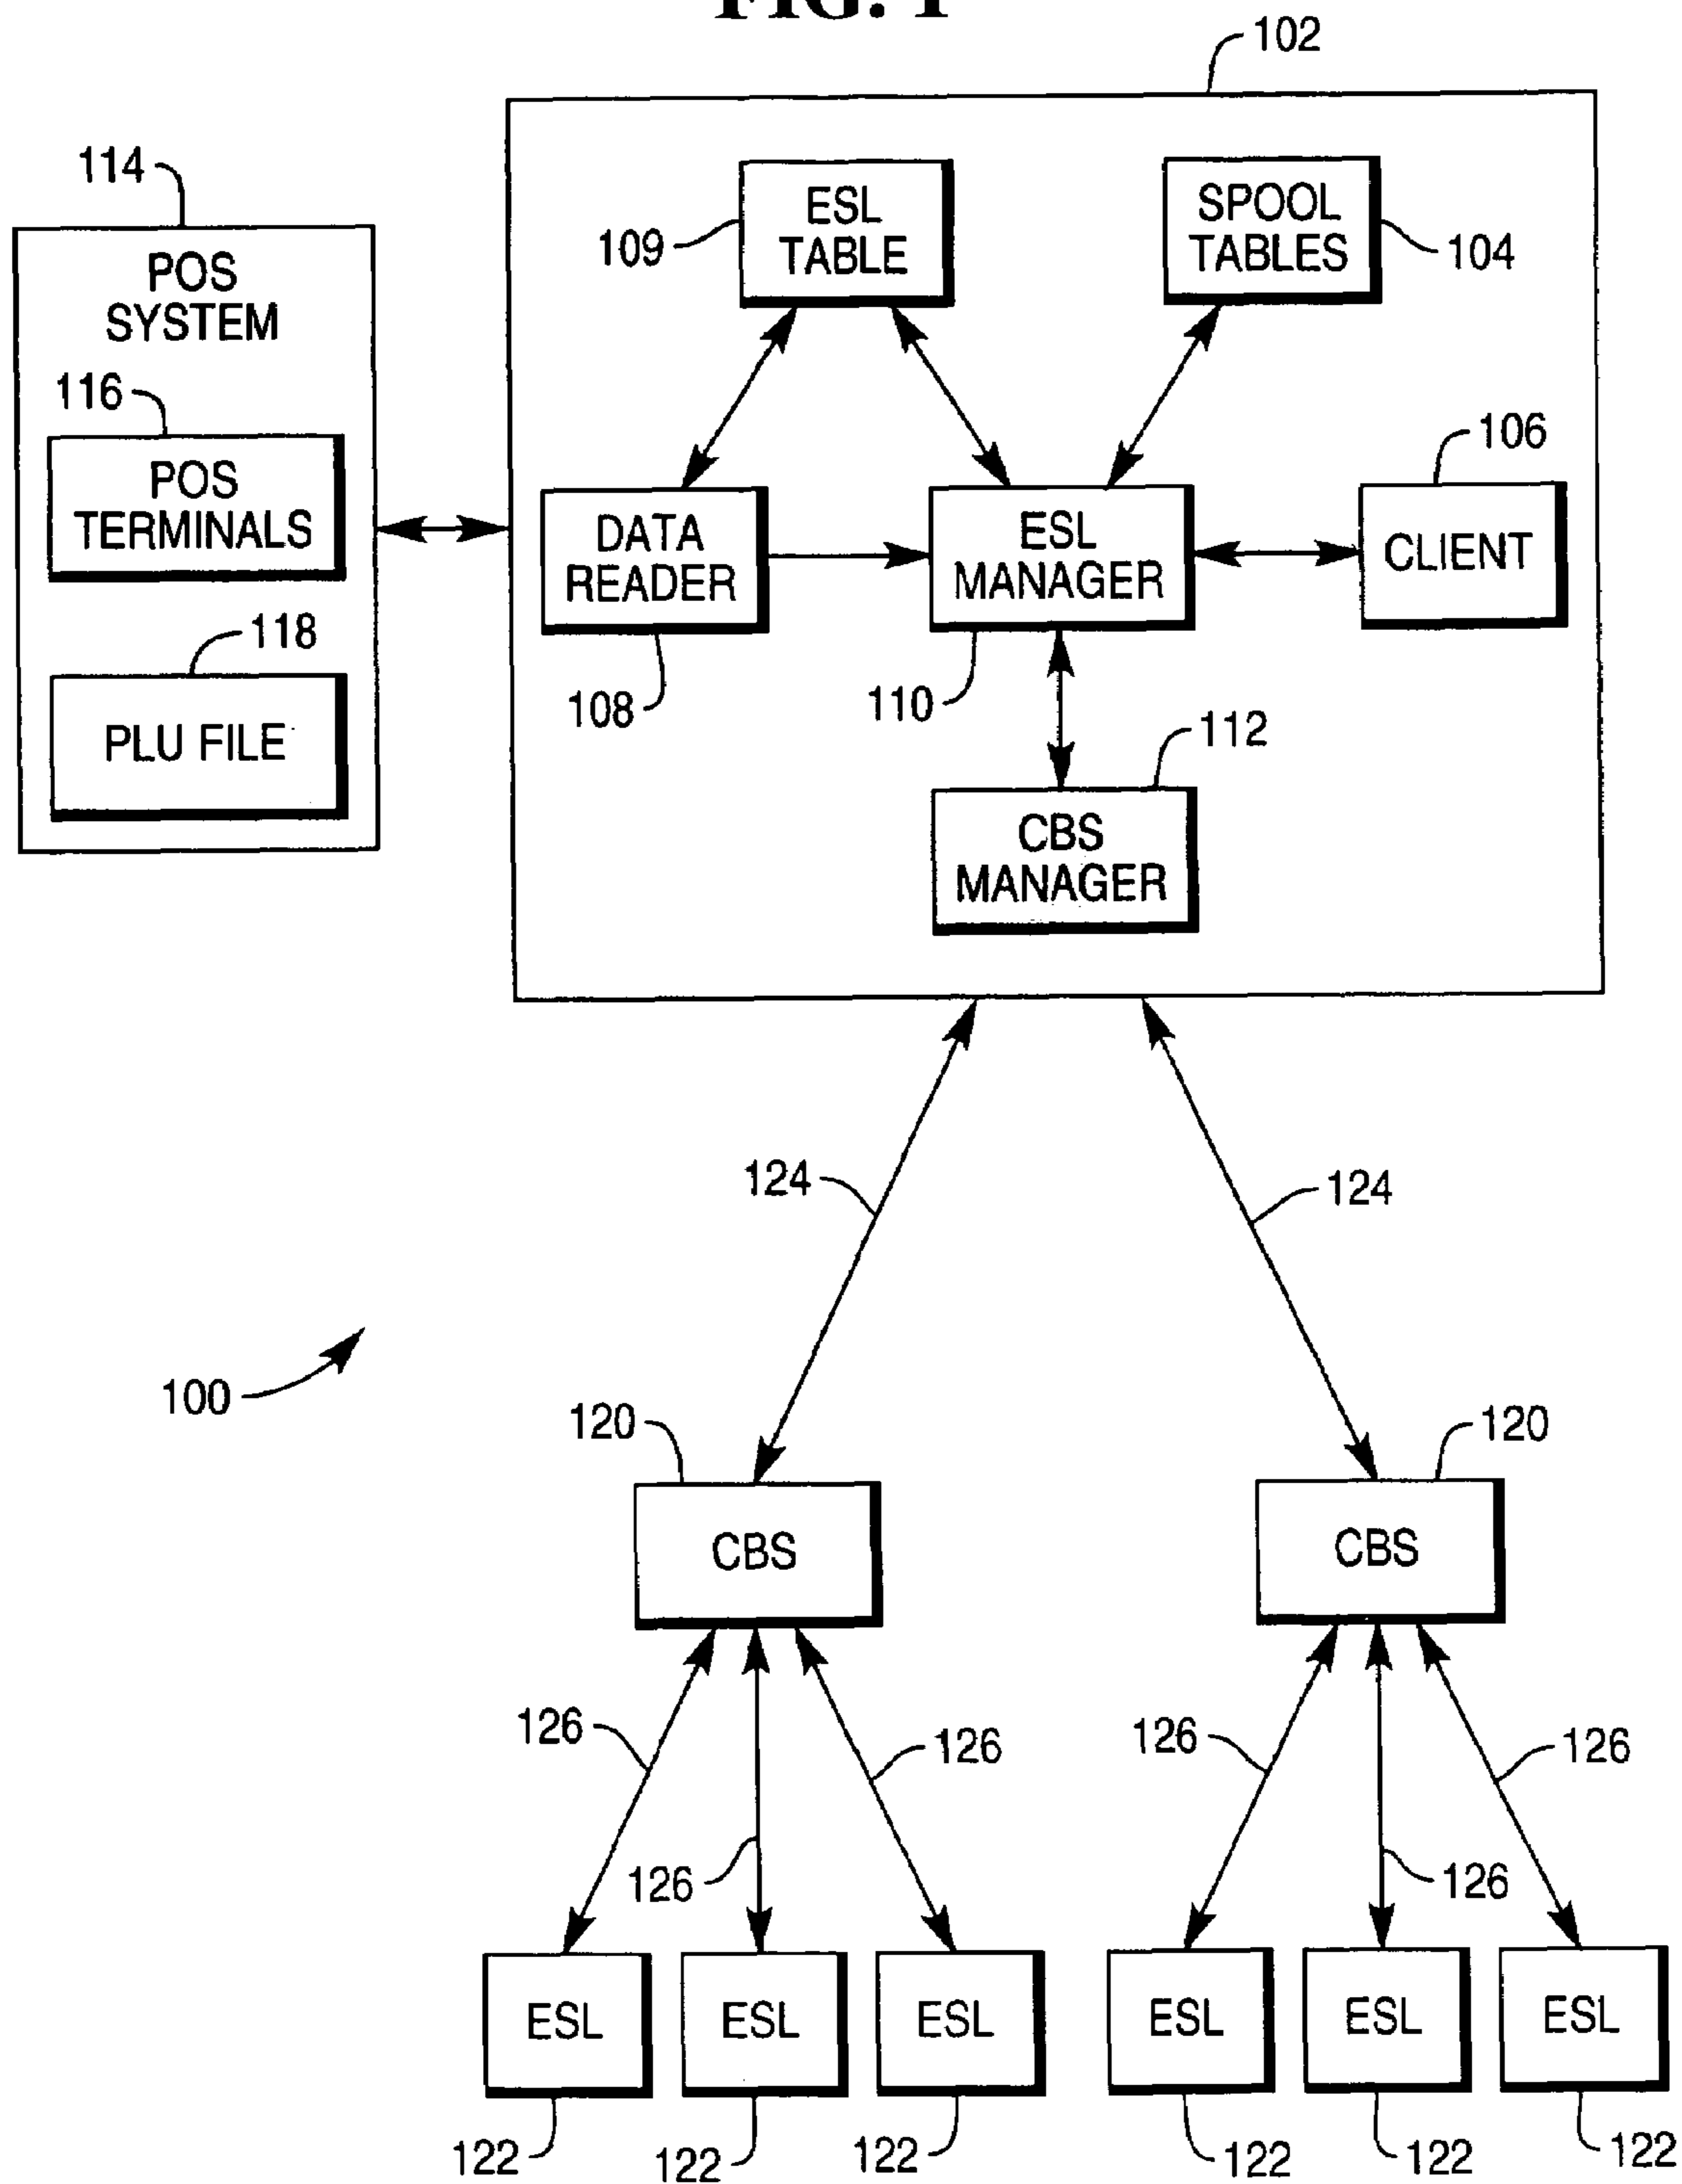 FIG. 1
102
114
POS
SYSTEM
116
POS
TERMINALS
118
PLU FILE
109
ESL
TABLE
SPOOL
TABLES
104
106
DATA
READER
ESL
MANAGER
CLIENT
108
110
112
CBS
MANAGER
124
124
100
120
120
CBS
CBS
126
126
126
126
126
126
ESL
ESL
ESL
ESL
ESL
ESL
122
122
122
122
122
122